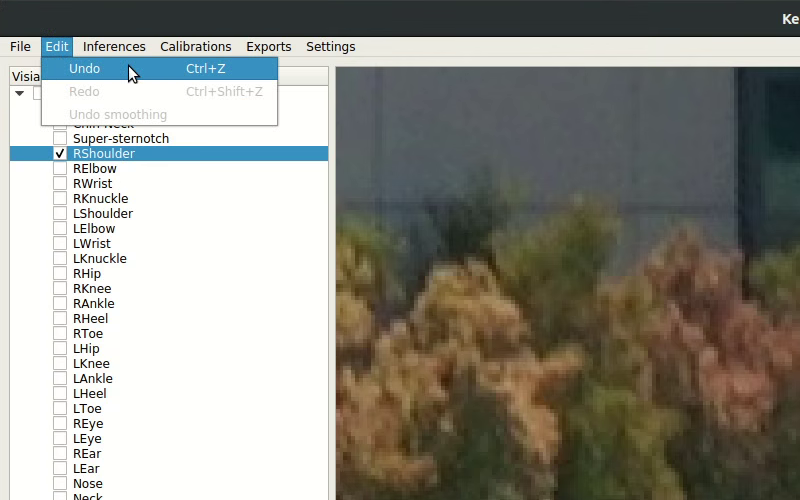 Ke
File Edit Inferences Calibrations Exports Settings
Undo Ctrl+Z
Redo Ctrl+Shift+Z
Undo smoothing
Super-sternotch
RShoulder
RElbow
RWrist
RKnuckle
LShoulder
LElbow
LWrist
LKnuckle
RHip
RKnee
RAnkle
RHeel
RToe
LHip
LKnee
LAnkle
LHeel
LToe
REye
LEye
REar
LEar
Nose
Neck